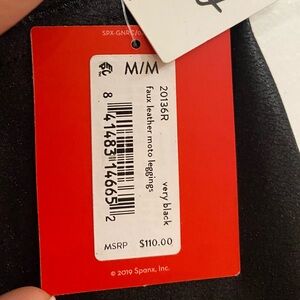 M/M
20136R
faux leather moto leggings
very black
8 41483 14665 2
MSRP $110.00
© 2019 Spanx, Inc.